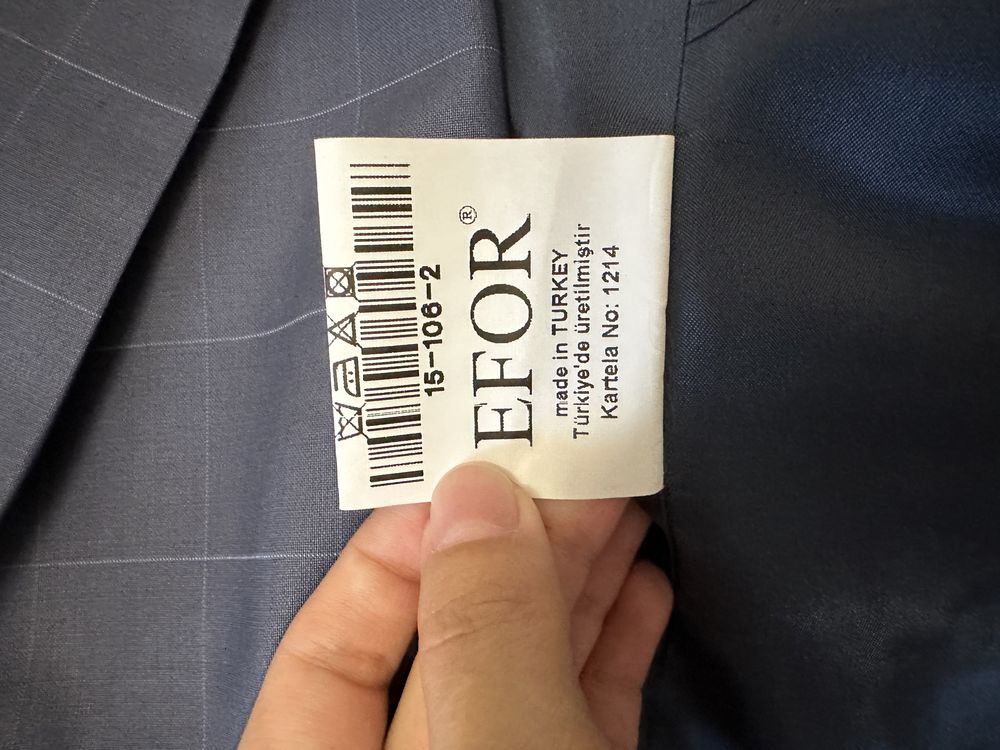 15-106-2
EFOR®
made in TURKEY
Türkiye'de üretilmiştir
Kartela No: 1214